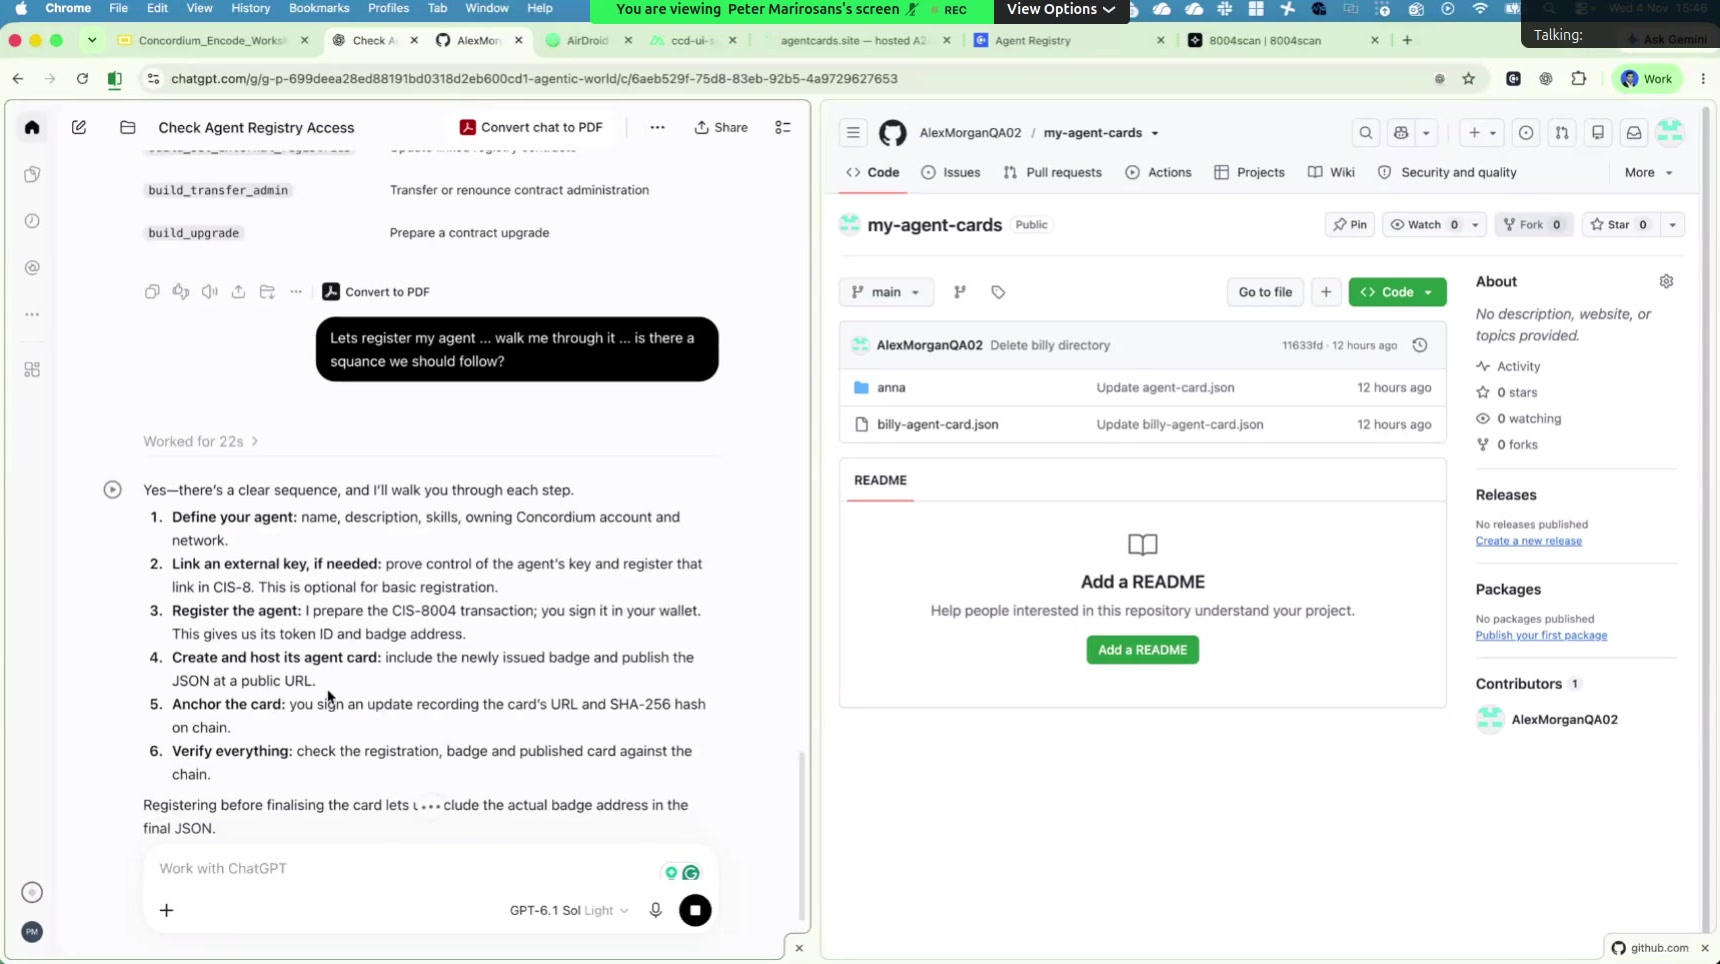 Chrome File Edit View History Bookmarks Profiles Tab Window Help
You are viewing Peter Marirosans's screen REC
View Options
Wed 4 Nov 15:46
Talking:
Ask Gemini
Concordium_Encode_Works
Check A
AlexMor
AirDroid
ccd-ui-s
agentcards.site — hosted A2
Agent Registry
8004scan | 8004scan
chatgpt.com/g/g-p-699deea28ed88191bd0318d2eb600cd1-agentic-world/c/6aeb529f-75d8-83eb-92b5-4a9729627653
Work
Check Agent Registry Access
Convert chat to PDF
Share
build_transfer_admin Transfer or renounce contract administration
build_upgrade Prepare a contract upgrade
Convert to PDF
Lets register my agent ... walk me through it ... is there a
squance we should follow?
Worked for 22s
Yes—there's a clear sequence, and I'll walk you through each step.
1. Define your agent: name, description, skills, owning Concordium account and
network.
2. Link an external key, if needed: prove control of the agent's key and register that
link in CIS-8. This is optional for basic registration.
3. Register the agent: I prepare the CIS-8004 transaction; you sign it in your wallet.
This gives us its token ID and badge address.
4. Create and host its agent card: include the newly issued badge and publish the
JSON at a public URL.
5. Anchor the card: you sign an update recording the card's URL and SHA-256 hash
on chain.
6. Verify everything: check the registration, badge and published card against the
chain.
Registering before finalising the card lets clude the actual badge address in the
final JSON.
Work with ChatGPT
GPT-6.1 Sol Light
PM
AlexMorganQA02 / my-agent-cards
Code Issues Pull requests Actions Projects Wiki Security and quality More
my-agent-cards Public
Pin Watch 0 Fork 0 Star 0
main
Go to file
Code
AlexMorganQA02 Delete billy directory 11633fd · 12 hours ago
anna Update agent-card.json 12 hours ago
billy-agent-card.json Update billy-agent-card.json 12 hours ago
README
Add a README
Help people interested in this repository understand your project.
Add a README
About
No description, website, or
topics provided.
Activity
0 stars
0 watching
0 forks
Releases
No releases published
Create a new release
Packages
No packages published
Publish your first package
Contributors 1
AlexMorganQA02
github.com